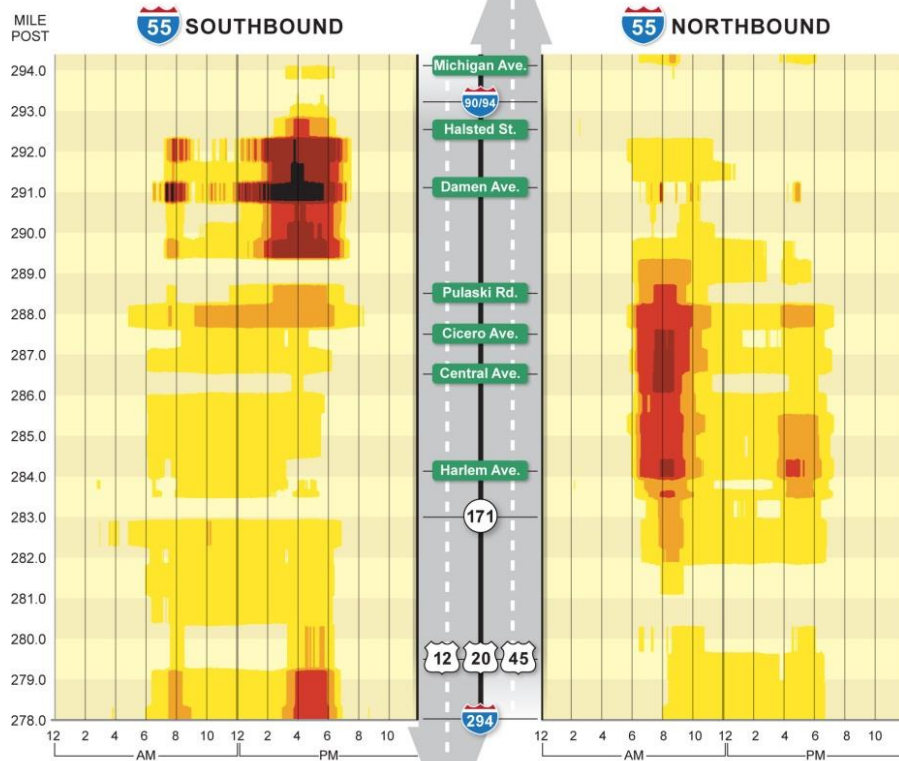 MILE
POST
55 SOUTHBOUND
55 NORTHBOUND
294.0
293.0
292.0
291.0
290.0
289.0
288.0
287.0
286.0
285.0
284.0
283.0
282.0
281.0
280.0
279.0
278.0
Michigan Ave.
90/94
Halsted St.
Damen Ave.
Pulaski Rd.
Cicero Ave.
Central Ave.
Harlem Ave.
171
12 20 45
294
12 2 4 6 8 10 12 2 4 6 8 10
AM PM
12 2 4 6 8 10 12 2 4 6 8 10
AM PM